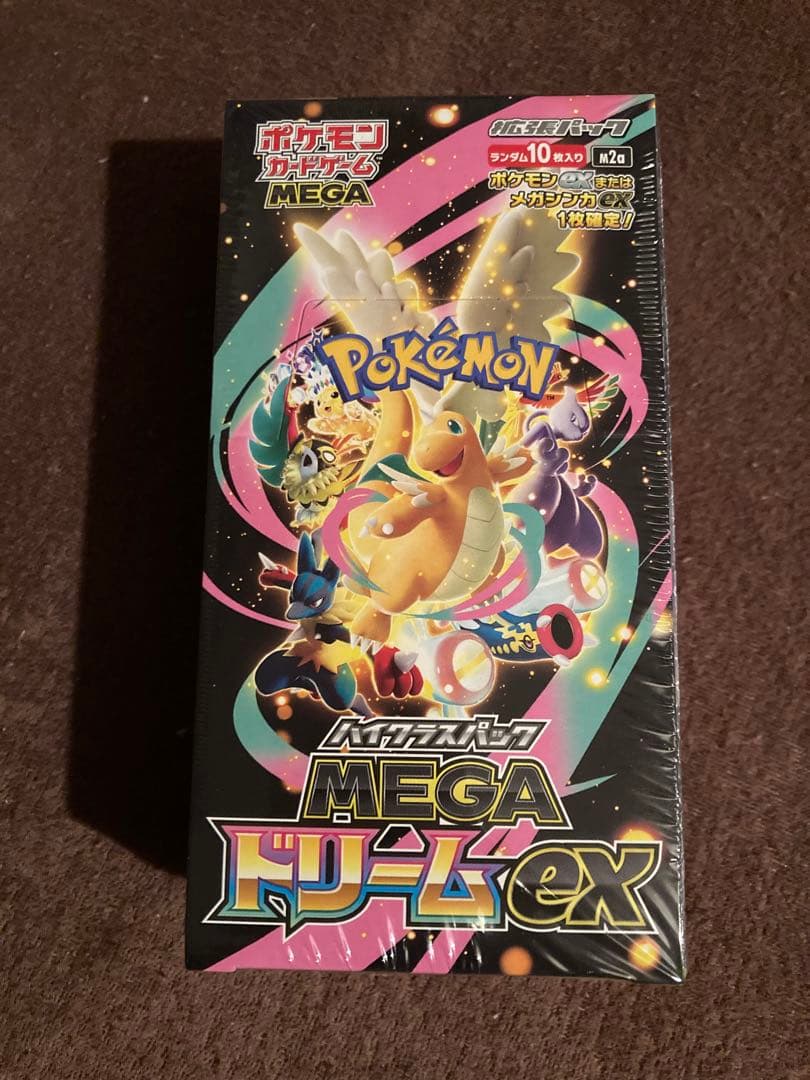 ポケモン
カードゲーム
MEGA
拡張パック
ランダム10枚入り M2a
ポケモンexまたは
メガシンカex
1枚確定!
POKéMON
TM
ハイクラスパック
MEGA
ドリームex